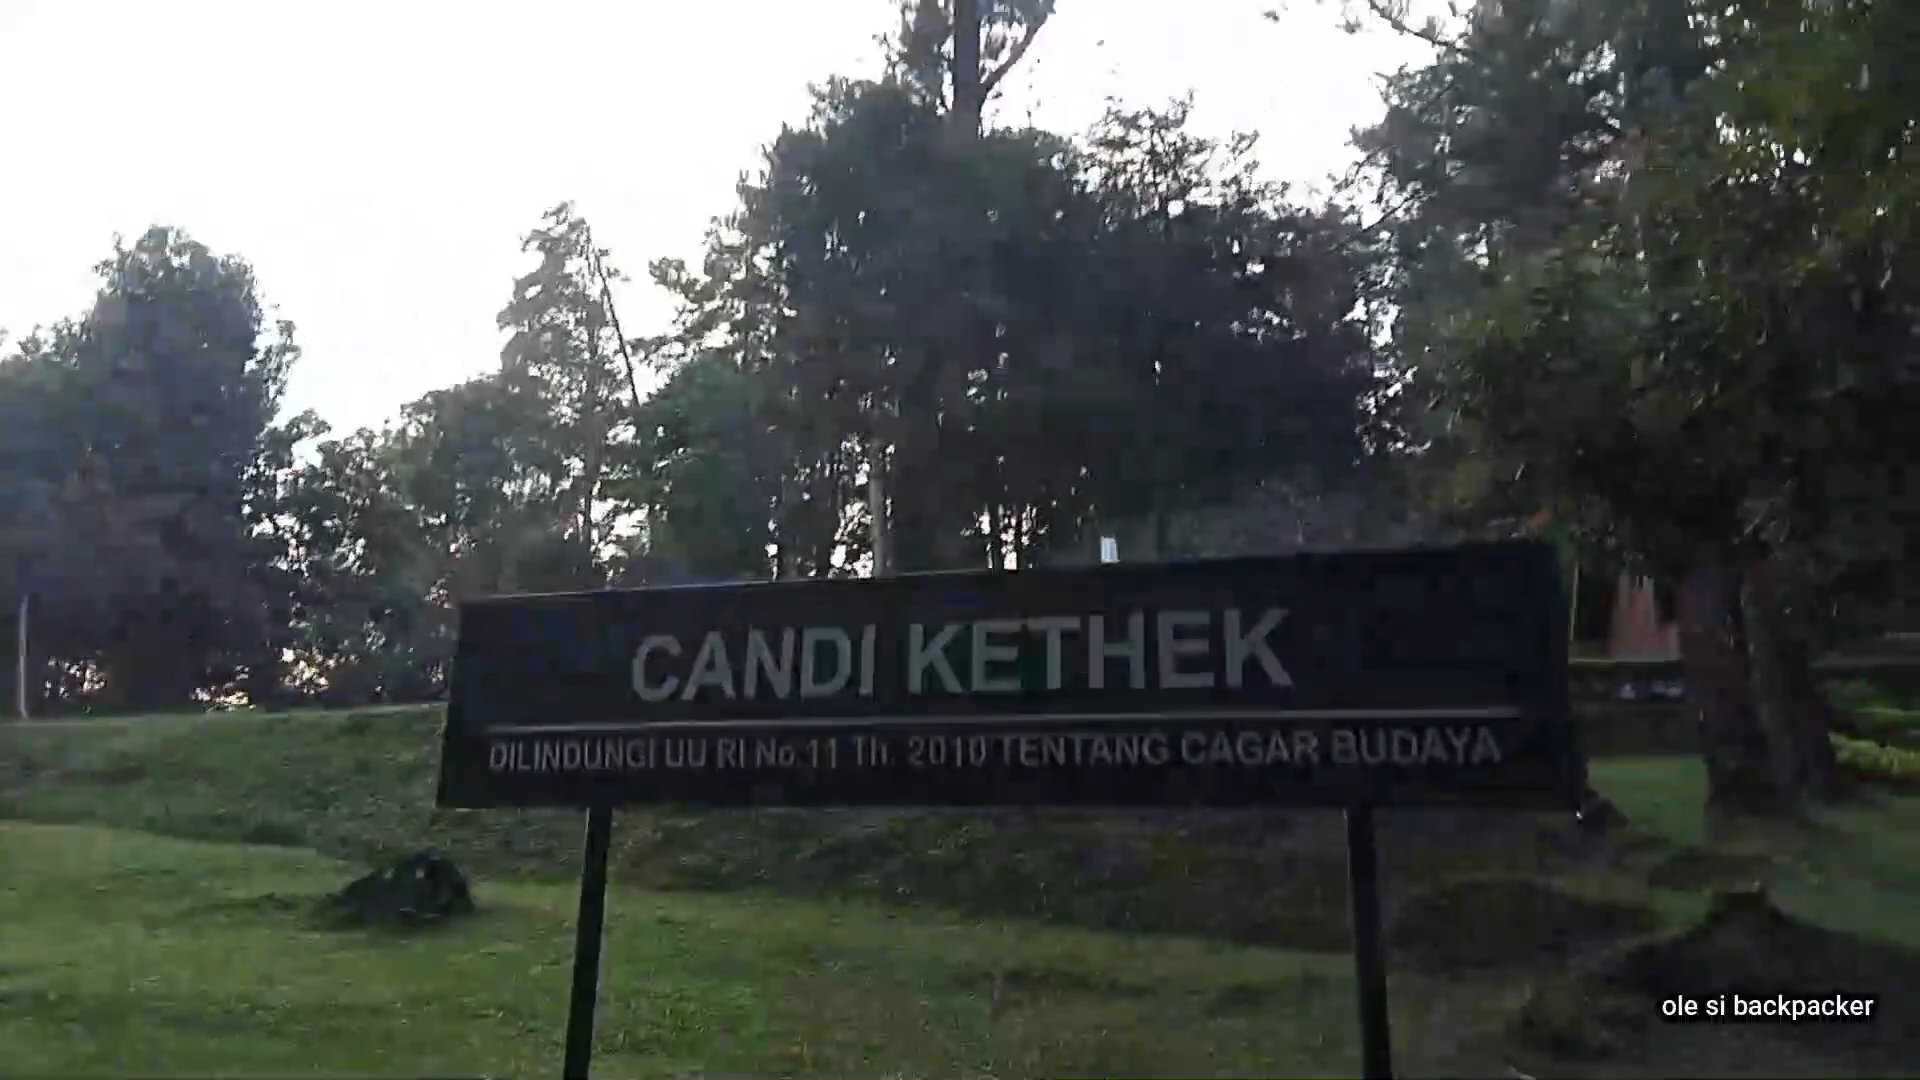 CANDI KETHEK
DILINDUNGI UU RI No.11 Th. 2010 TENTANG CAGAR BUDAYA
ole si backpacker